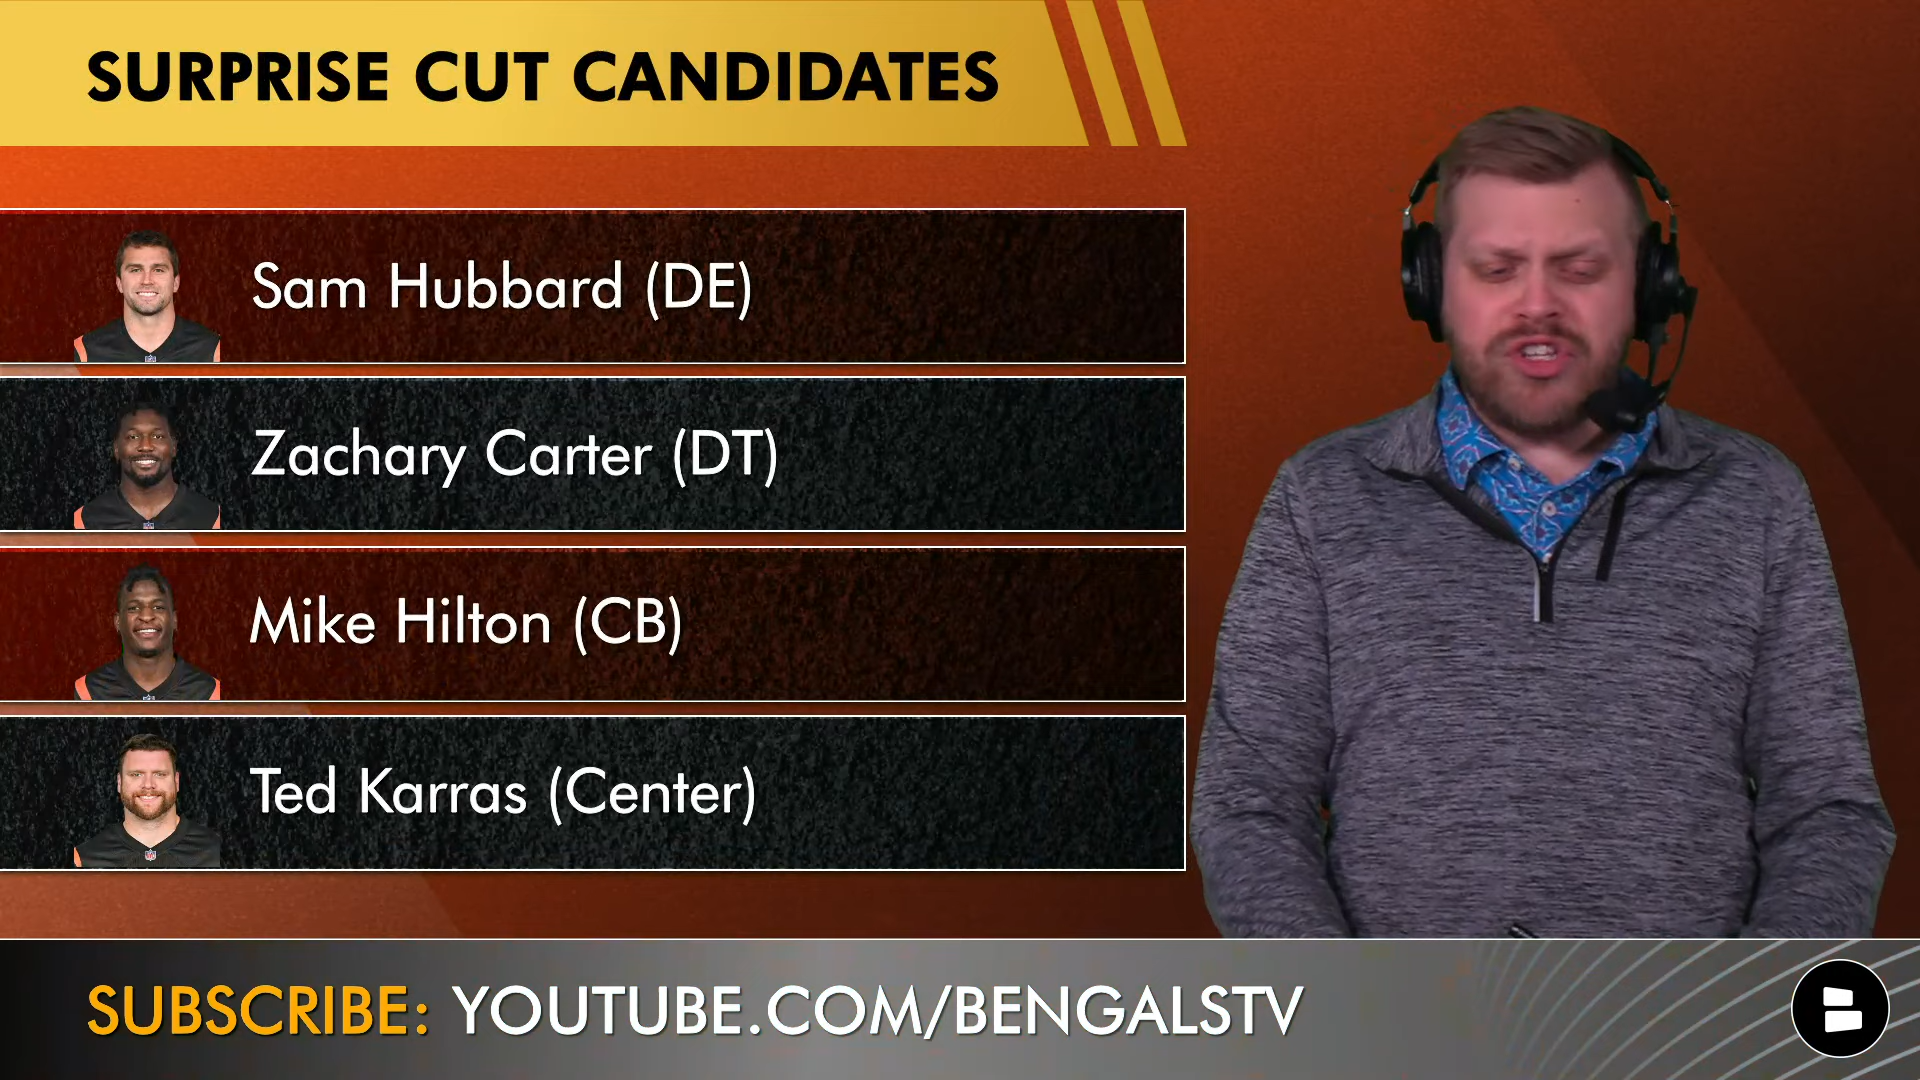 SURPRISE CUT CANDIDATES
Sam Hubbard (DE)
Zachary Carter (DT)
Mike Hilton (CB)
Ted Karras (Center)
SUBSCRIBE: YOUTUBE.COM/BENGALSTV